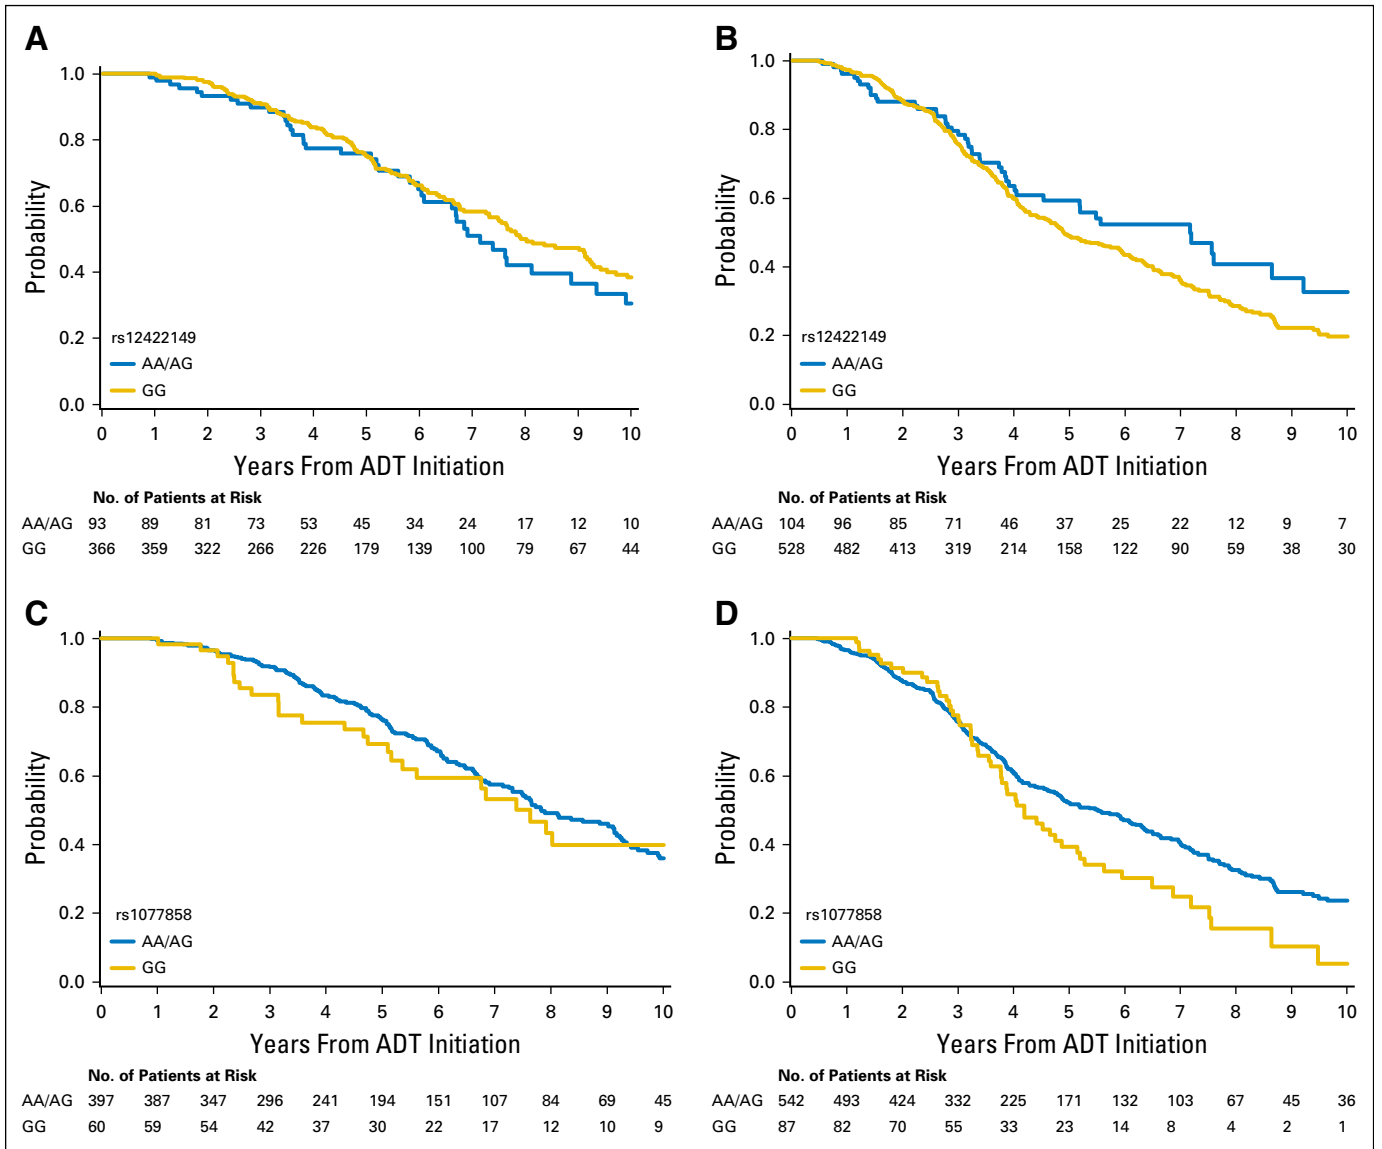 A
Probability
1.0
0.8
0.6
0.4
0.2
0.0
rs12422149
AA/AG
GG
0 1 2 3 4 5 6 7 8 9 10
Years From ADT Initiation
No. of Patients at Risk
AA/AG 93 89 81 73 53 45 34 24 17 12 10
GG 366 359 322 266 226 179 139 100 79 67 44
B
Probability
1.0
0.8
0.6
0.4
0.2
0.0
rs12422149
AA/AG
GG
0 1 2 3 4 5 6 7 8 9 10
Years From ADT Initiation
No. of Patients at Risk
AA/AG 104 96 85 71 46 37 25 22 12 9 7
GG 528 482 413 319 214 158 122 90 59 38 30
C
Probability
1.0
0.8
0.6
0.4
0.2
0.0
rs1077858
AA/AG
GG
0 1 2 3 4 5 6 7 8 9 10
Years From ADT Initiation
No. of Patients at Risk
AA/AG 397 387 347 296 241 194 151 107 84 69 45
GG 60 59 54 42 37 30 22 17 12 10 9
D
Probability
1.0
0.8
0.6
0.4
0.2
0.0
rs1077858
AA/AG
GG
0 1 2 3 4 5 6 7 8 9 10
Years From ADT Initiation
No. of Patients at Risk
AA/AG 542 493 424 332 225 171 132 103 67 45 36
GG 87 82 70 55 33 23 14 8 4 2 1